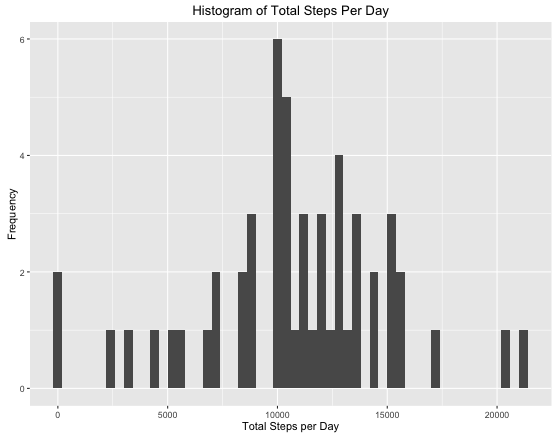 Histogram of Total Steps Per Day
6
4
2
0
Frequency
0 5000 10000 15000 20000
Total Steps per Day